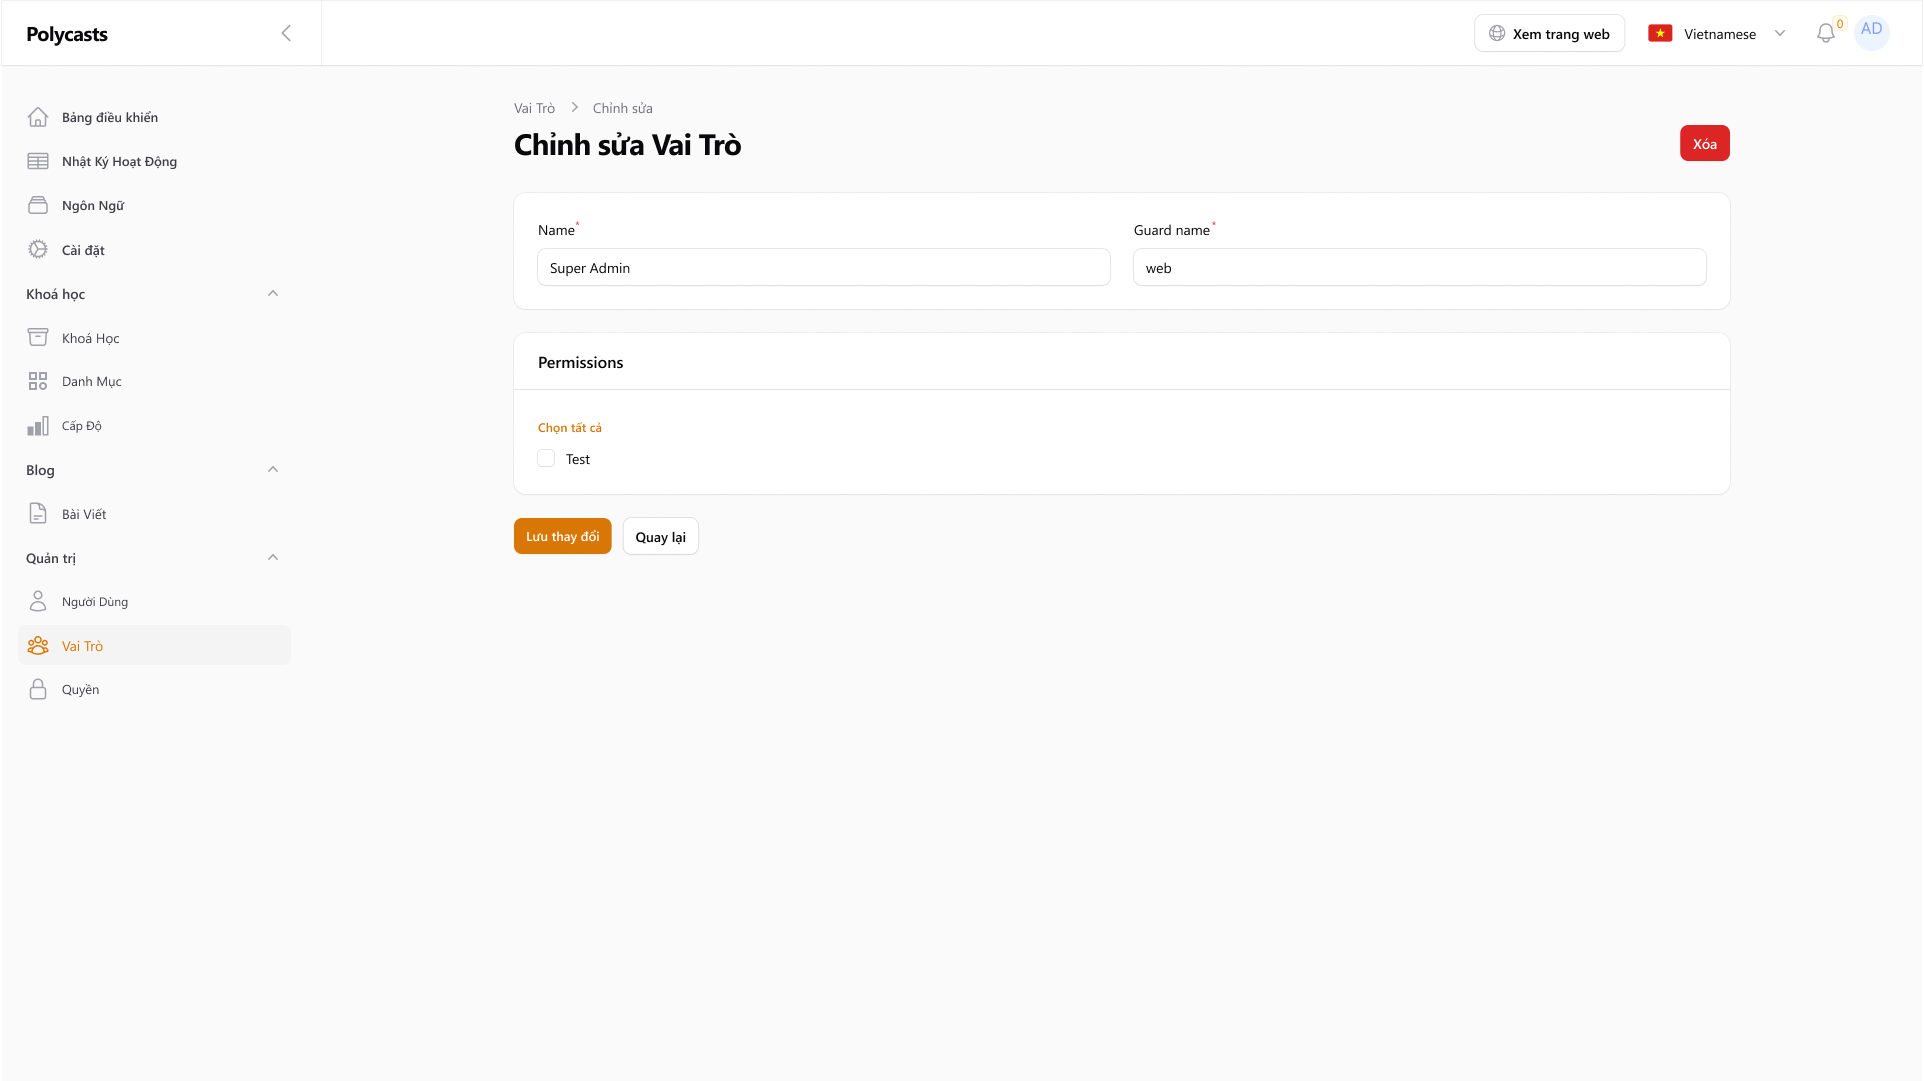 Polycasts
Xem trang web
Vietnamese
0
AD
Bảng điều khiển
Nhật Ký Hoạt Động
Ngôn Ngữ
Cài đặt
Khoá học
Khoá Học
Danh Mục
Cấp Độ
Blog
Bài Viết
Quản trị
Người Dùng
Vai Trò
Quyền
Vai Trò > Chỉnh sửa
Chỉnh sửa Vai Trò
Xóa
Name*
Guard name*
Super Admin
web
Permissions
Chọn tất cả
Test
Lưu thay đổi
Quay lại